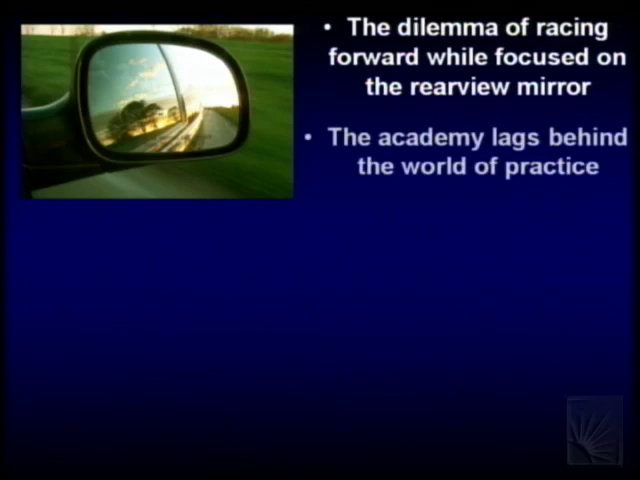 • The dilemma of racing
forward while focused on
the rearview mirror
• The academy lags behind
the world of practice